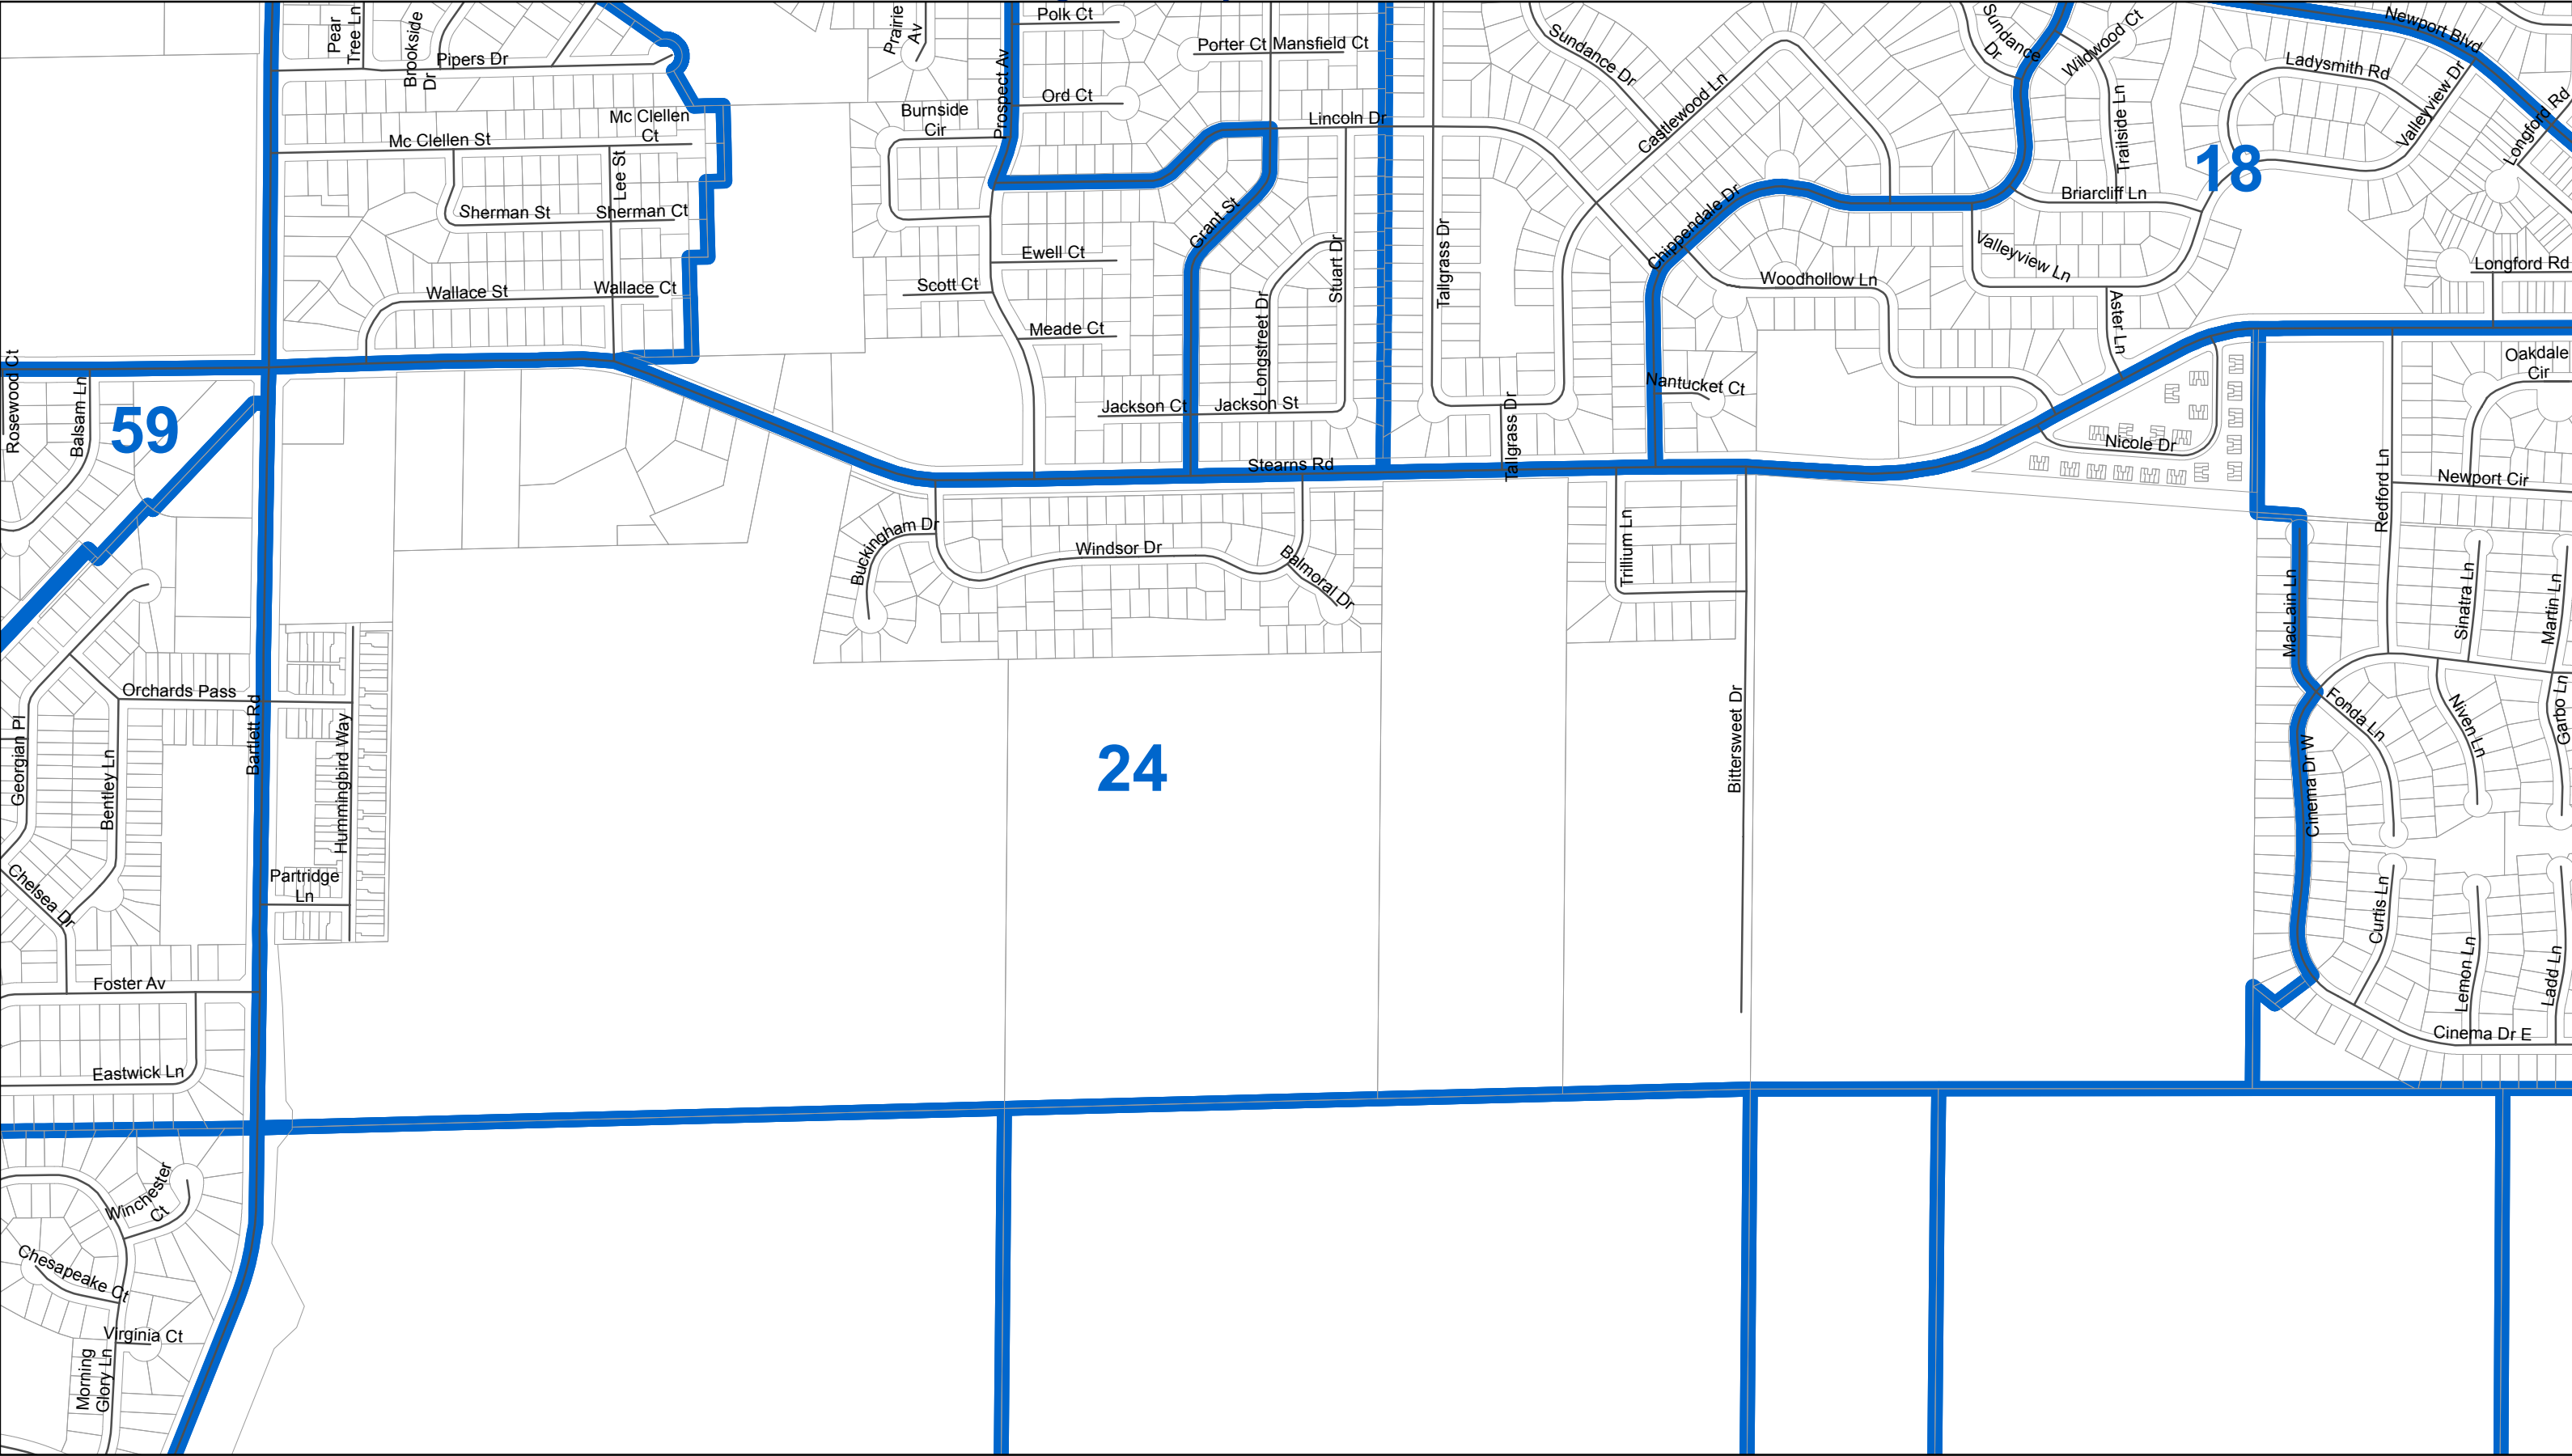 Pear
Tree Ln
Brookside
Dr
Pipers Dr
Prairie
Av
Prospect Av
Polk Ct
Porter Ct
Mansfield Ct
Ord Ct
Burnside
Cir
Mc Clellen St
Mc Clellen
Ct
Lee St
Sherman St
Sherman Ct
Wallace St
Wallace Ct
Lincoln Dr
Grant St
Ewell Ct
Scott Ct
Meade Ct
Stuart Dr
Longstreet Dr
Jackson Ct
Jackson St
Stearns Rd
Tallgrass Dr
Tallgrass Dr
Sundance Dr
Castlewood Ln
Chippendale Dr
Sundance
Dr
Wildwood Ct
Trailside Ln
Newport Blvd
Ladysmith Rd
Valleyview Dr
Longford Rd
18
Briarcliff Ln
Valleyview Ln
Woodhollow Ln
Aster Ln
Longford Rd
Nantucket Ct
Nicole Dr
Oakdale
Cir
Newport Cir
Redford Ln
Rosewood Ct
Balsam Ln
59
Buckingham Dr
Windsor Dr
Balmoral Dr
Trillium Ln
Bittersweet Dr
MacLain Ln
Sinatra Ln
Martin Ln
Fonda Ln
Niven Ln
Garbo Ln
Cinema Dr W
Curtis Ln
Lemon Ln
Ladd Ln
Cinema Dr E
24
Orchards Pass
Bartlett Rd
Georgian Pl
Bentley Ln
Hummingbird Way
Partridge
Ln
Chelsea Dr
Foster Av
Eastwick Ln
Winchester
Ct
Chesapeake Ct
Virginia Ct
Morning
Glory Ln